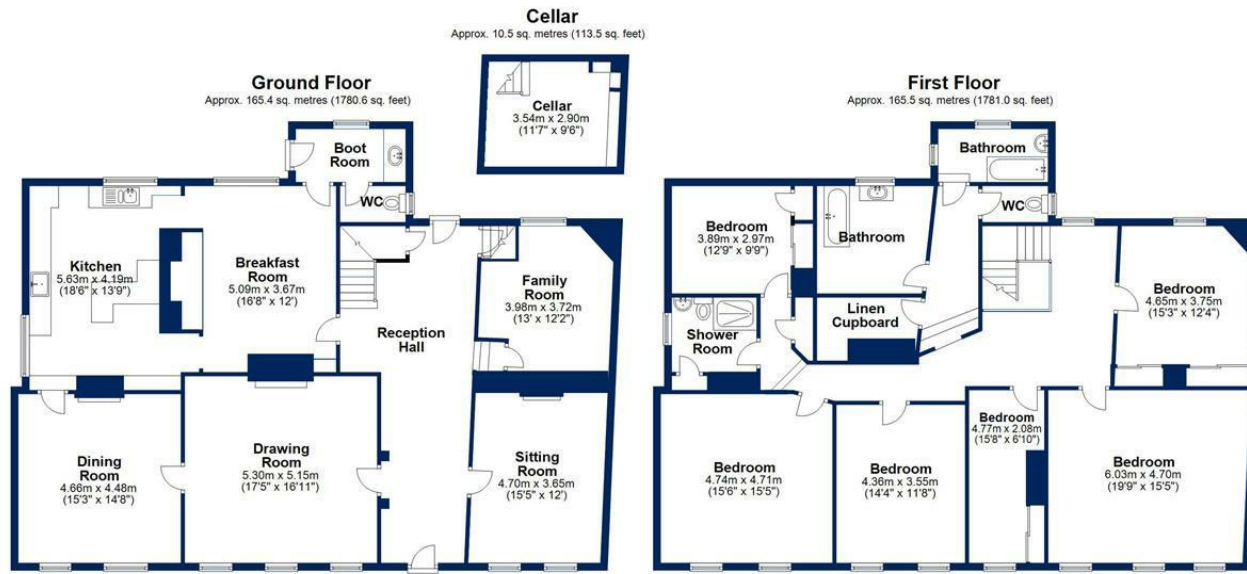 Cellar
Approx. 10.5 sq. metres (113.5 sq. feet)
Cellar
3.54m x 2.90m
(11'7" x 9'6")
Ground Floor
Approx. 165.4 sq. metres (1780.6 sq. feet)
Boot
Room
WC
Kitchen
5.63m x 4.19m
(18'6" x 13'9")
Breakfast
Room
5.09m x 3.67m
(16'8" x 12')
Family
Room
3.98m x 3.72m
(13' x 12'2")
Reception
Hall
Dining
Room
4.66m x 4.48m
(15'3" x 14'8")
Drawing
Room
5.30m x 5.15m
(17'5" x 16'11")
Sitting
Room
4.70m x 3.65m
(15'5" x 12')
First Floor
Approx. 165.5 sq. metres (1781.0 sq. feet)
Bathroom
WC
Bedroom
3.89m x 2.97m
(12'9" x 9'9")
Bathroom
Bedroom
4.65m x 3.75m
(15'3" x 12'4")
Linen
Cupboard
Shower
Room
Bedroom
4.74m x 4.71m
(15'6" x 15'5")
Bedroom
4.36m x 3.55m
(14'4" x 11'8")
Bedroom
4.77m x 2.08m
(15'8" x 6'10")
Bedroom
6.03m x 4.70m
(19'9" x 15'5")